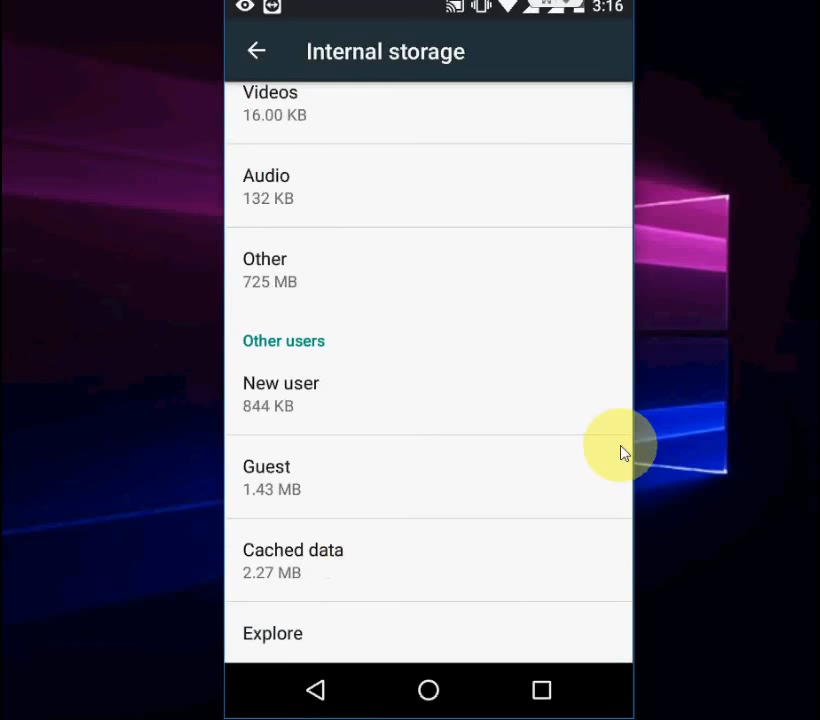 3:16
Internal storage
Videos
16.00 KB
Audio
132 KB
Other
725 MB
Other users
New user
844 KB
Guest
1.43 MB
Cached data
2.27 MB
Explore